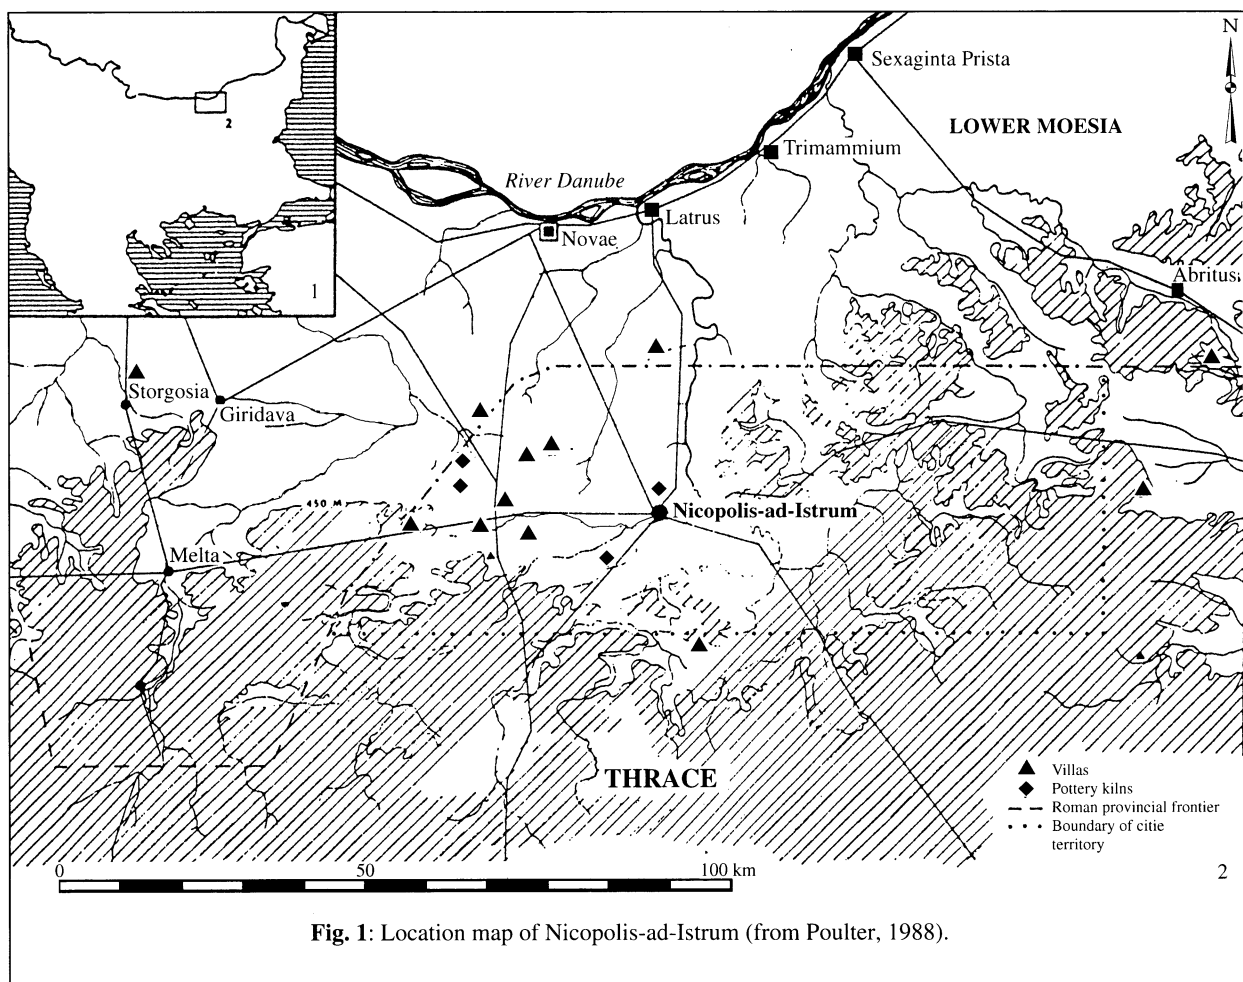 N
Sexaginta Prista
LOWER MOESIA
Trimammium
River Danube
2
Latrus
Novae
Abritus
1
Storgosia
Giridava
450 M
Nicopolis-ad-Istrum
Melta
THRACE
Villas
Pottery kilns
Roman provincial frontier
Boundary of citie
territory
0 50 100 km
2
Fig. 1: Location map of Nicopolis-ad-Istrum (from Poulter, 1988).